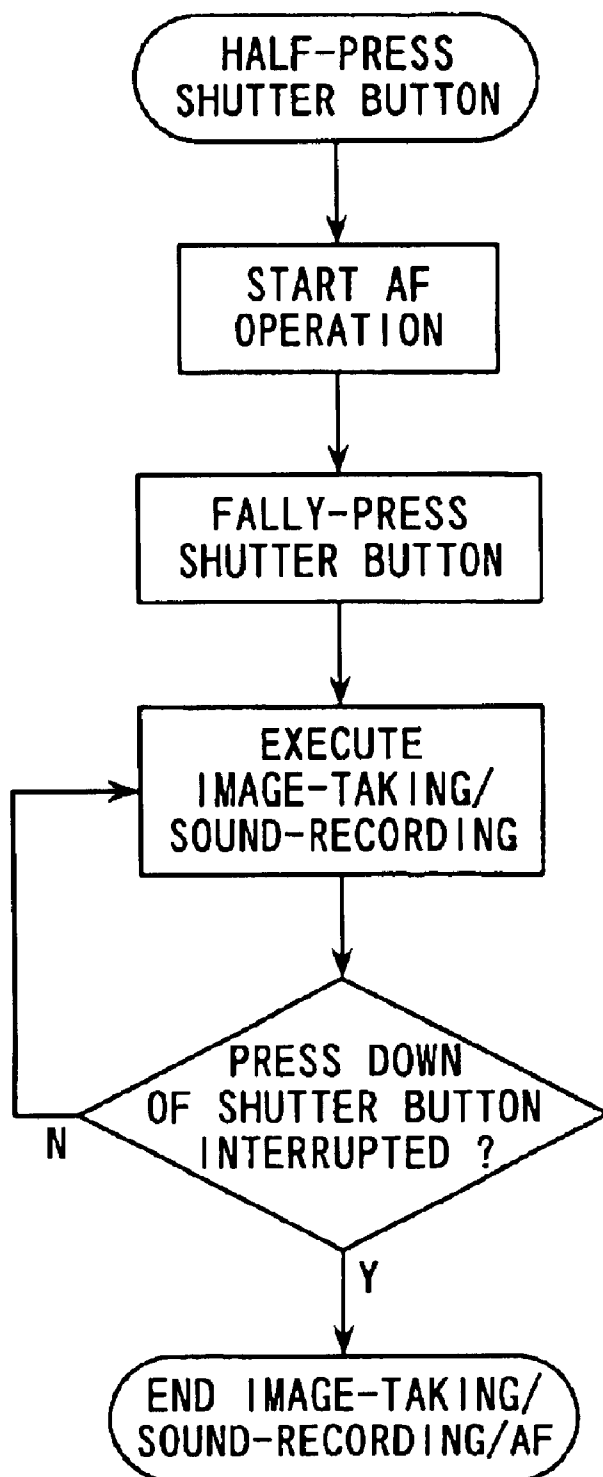 HALF-PRESS
SHUTTER BUTTON
START AF
OPERATION
FALLY-PRESS
SHUTTER BUTTON
EXECUTE
IMAGE-TAKING/
SOUND-RECORDING
PRESS DOWN
OF SHUTTER BUTTON
INTERRUPTED ?
N
Y
END IMAGE-TAKING/
SOUND-RECORDING/AF